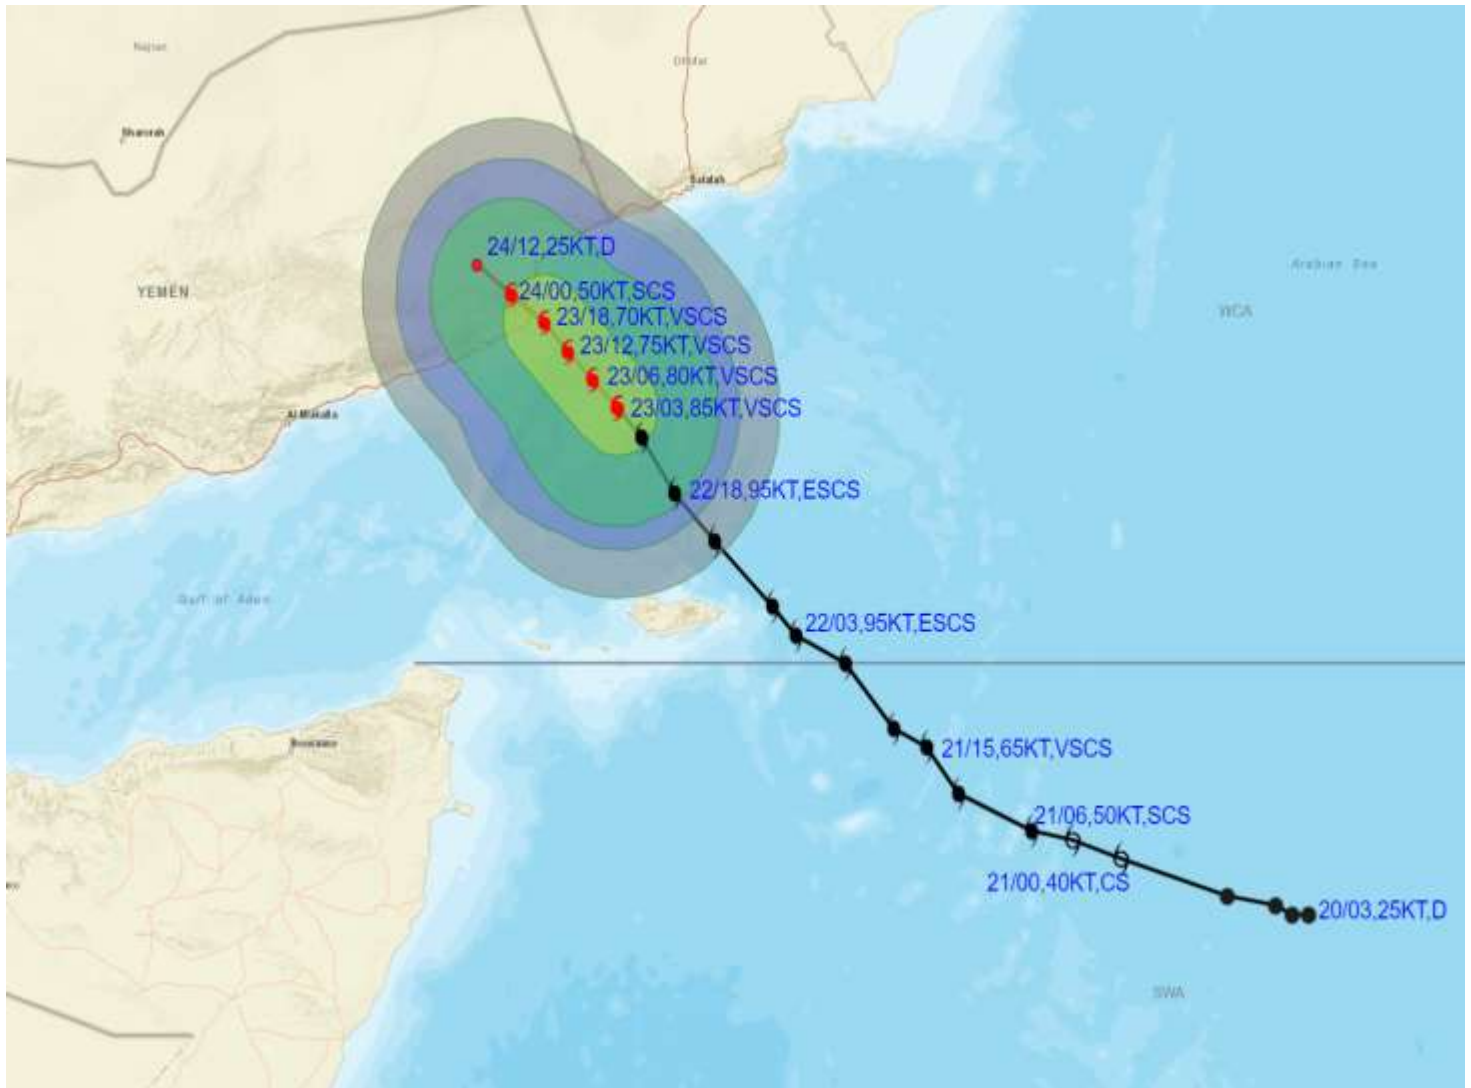 Najran
Dhofar
Sharorah
Salalah
24/12,25KT,D
Arabian Sea
YEMEN
24/00,50KT,SCS
WCA
23/18,70KT,VSCS
23/12,75KT,VSCS
23/06,80KT,VSCS
23/03,85KT,VSCS
Al Mukalla
22/18,95KT,ESCS
Gulf of Aden
22/03,95KT,ESCS
21/15,65KT,VSCS
21/06,50KT,SCS
21/00,40KT,CS
20/03,25KT,D
SWA